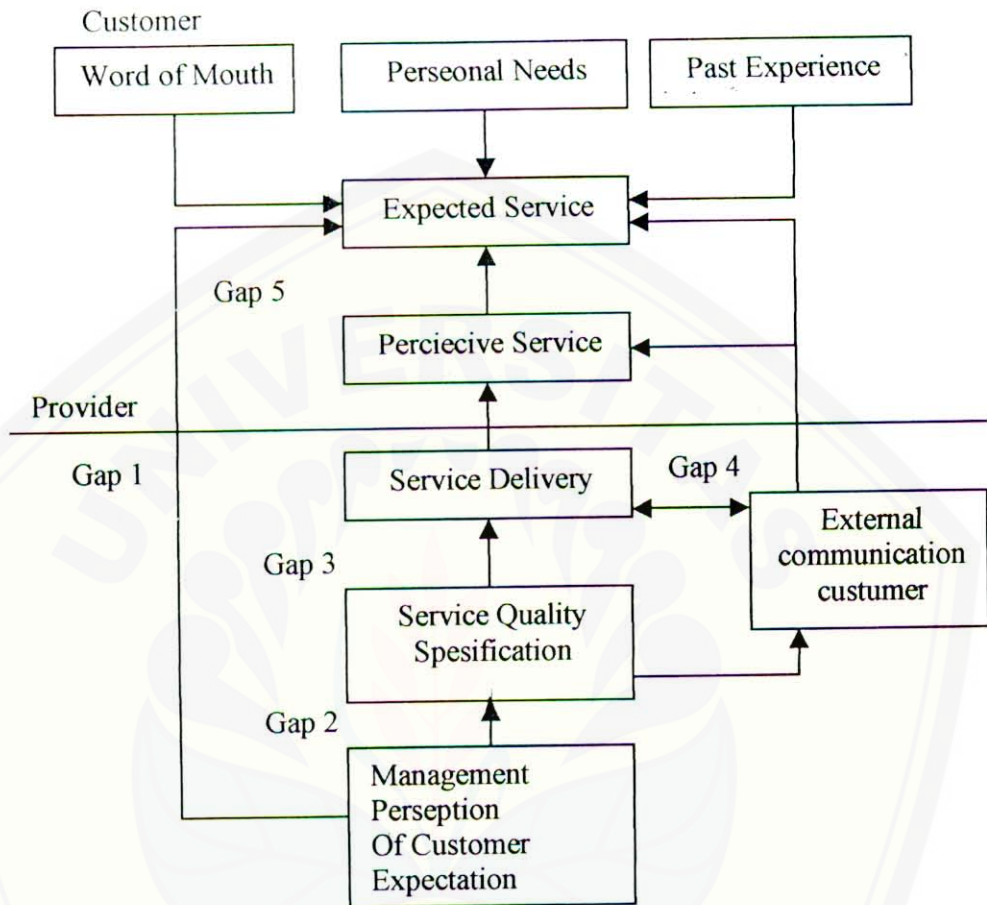 Customer
Word of Mouth
Perseonal Needs
Past Experience
Expected Service
Gap 5
Perciecive Service
Provider
Gap 1
Service Delivery
Gap 4
External
communication
custumer
Gap 3
Service Quality
Spesification
Gap 2
Management
Perseption
Of Customer
Expectation
UNIVERSITAS